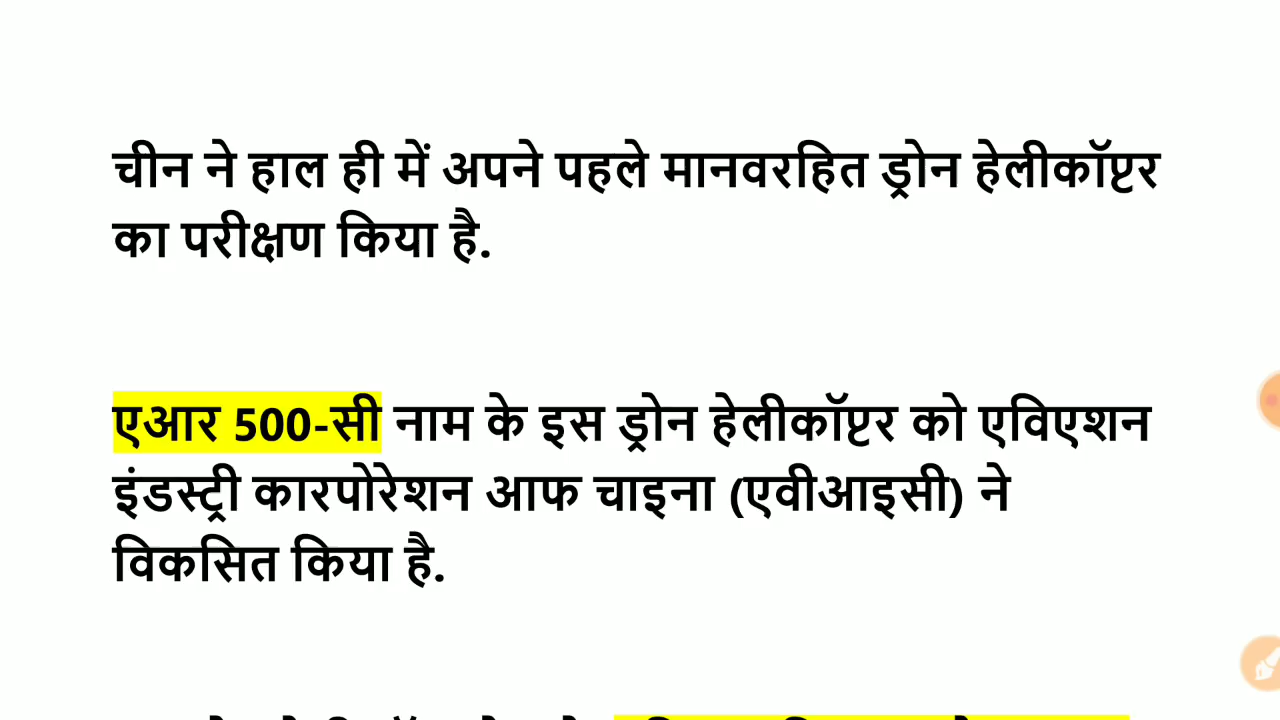 चीन ने हाल ही में अपने पहले मानवरहित ड्रोन हेलीकॉप्टर
का परीक्षण किया है.
एआर 500-सी नाम के इस ड्रोन हेलीकॉप्टर को एविएशन
इंडस्ट्री कारपोरेशन आफ चाइना (एवीआइसी) ने
विकसित किया है.